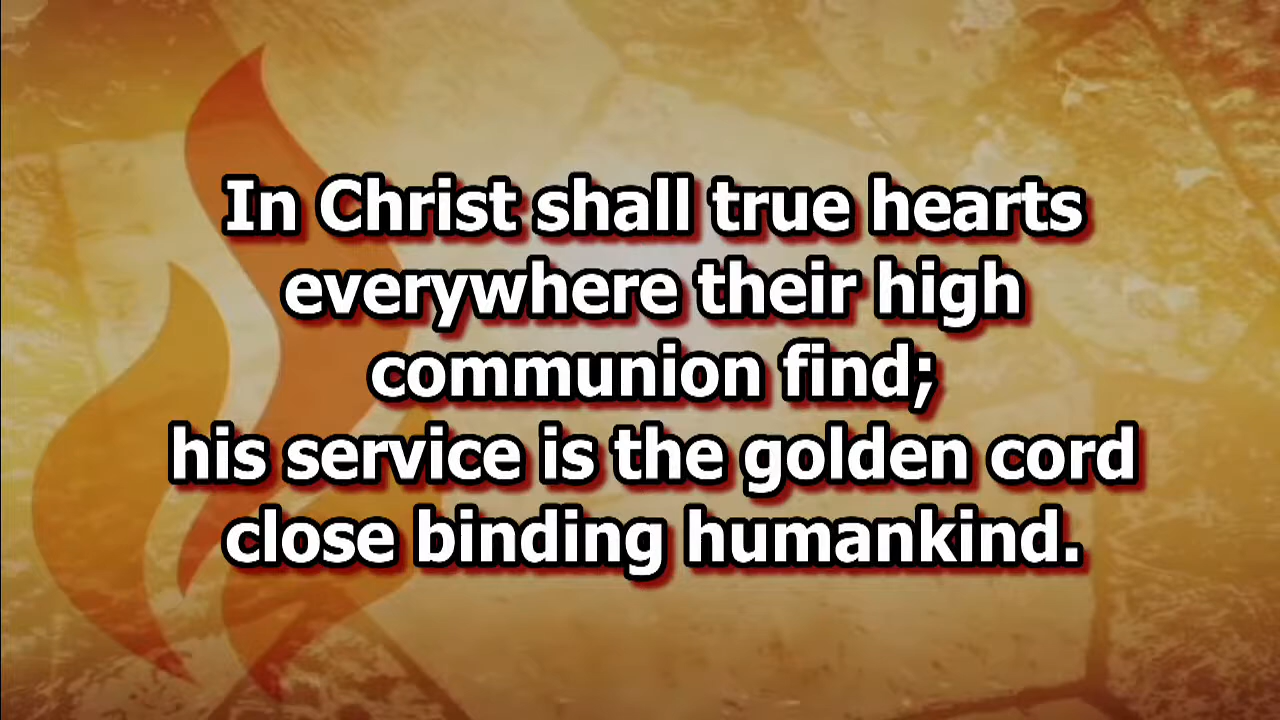 In Christ shall true hearts
everywhere their high
communion find;
his service is the golden cord
close binding humankind.